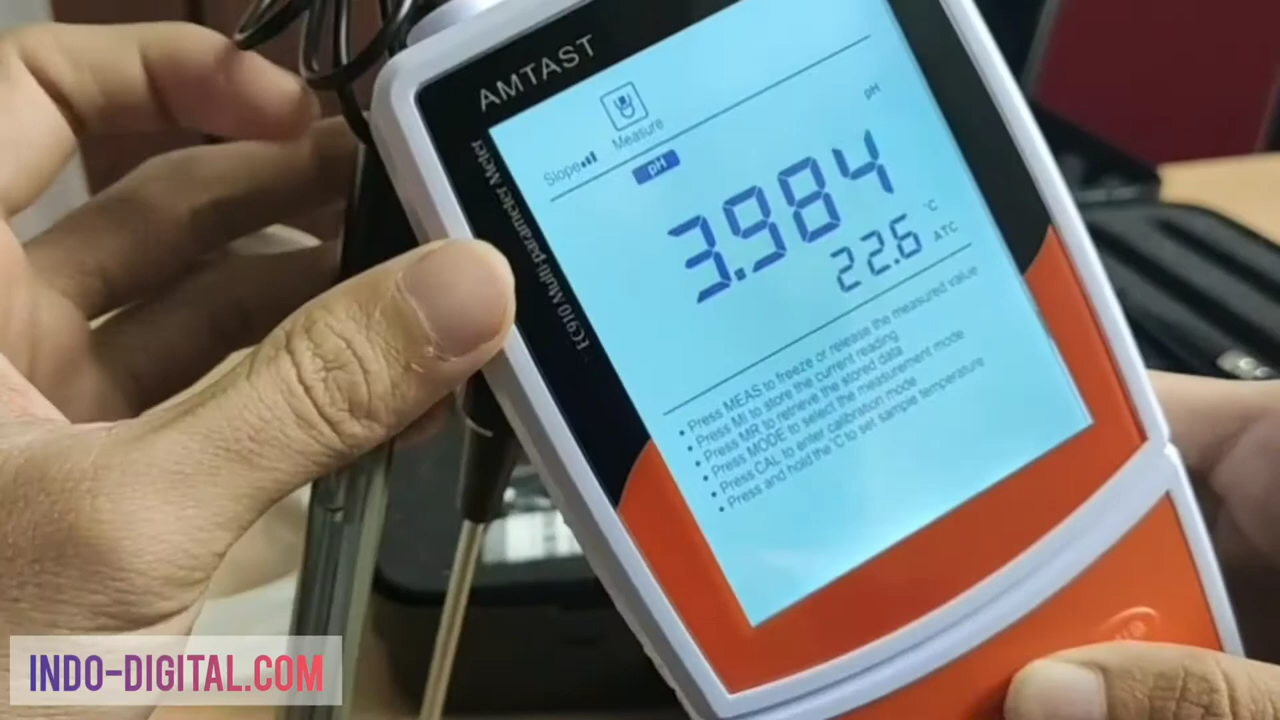 AMTAST
EC910 Multi-parameter Meter
Slope
Measure
pH
pH
3.984
22.6 °C
ATC
• Press MEAS to freeze or release the measured value
• Press MI to store the current reading
• Press MR to retrieve the stored data
• Press MODE to select the measurement mode
• Press CAL to enter calibration mode
• Press and hold the °C to set sample temperature
INDO-DIGITAL.COM